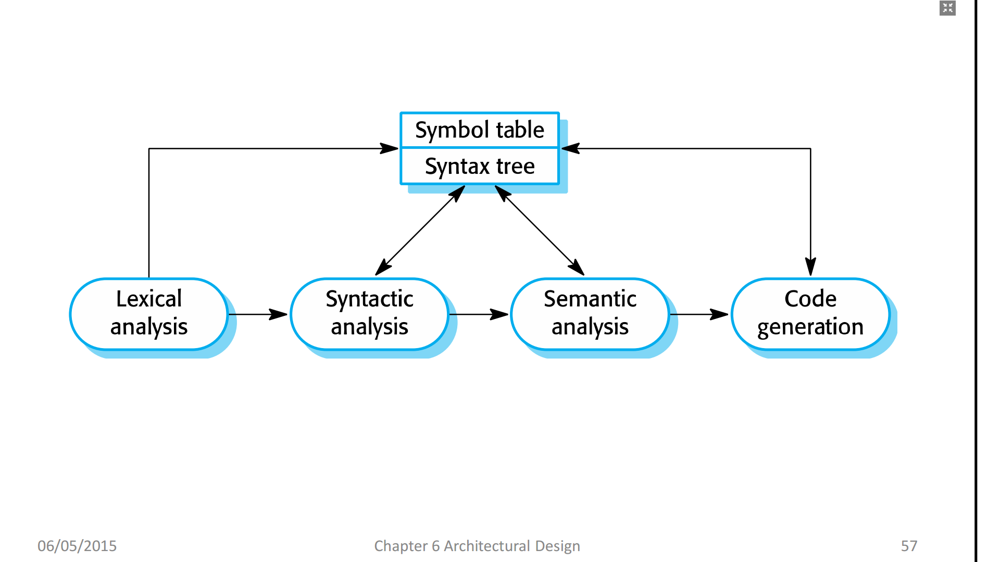 Symbol table
Syntax tree
Lexical
analysis
Syntactic
analysis
Semantic
analysis
Code
generation
06/05/2015
Chapter 6 Architectural Design
57